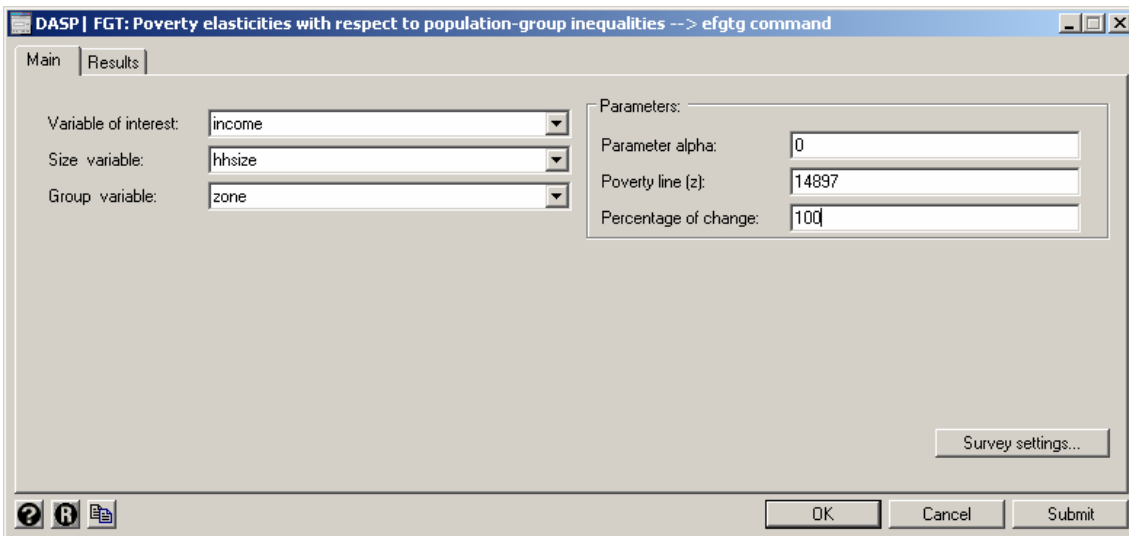 DASP| FGT: Poverty elasticities with respect to population-group inequalities --> efgtg command
Main
Results
Variable of interest:
income
Size variable:
hhsize
Group variable:
zone
Parameters:
Parameter alpha:
0
Poverty line (z):
14897
Percentage of change:
100
Survey settings...
? R
OK
Cancel
Submit